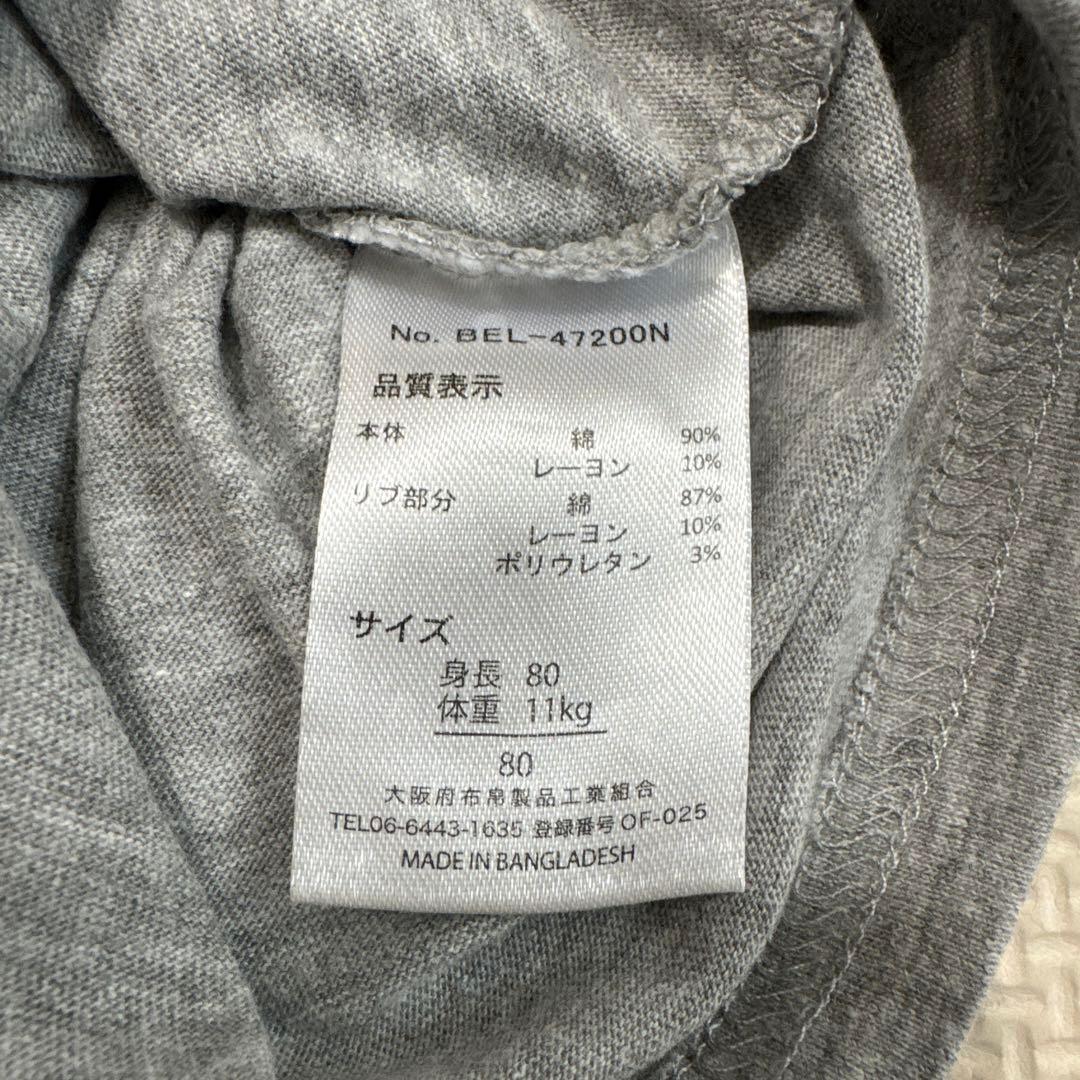 No. BEL-47200N
品質表示
本体 綿 90%
レーヨン 10%
リブ部分 綿 87%
レーヨン 10%
ポリウレタン 3%
サイズ
身長 80
体重 11kg
80
大阪府布帛製品工業組合
TEL06-6443-1635 登録番号 OF-025
MADE IN BANGLADESH